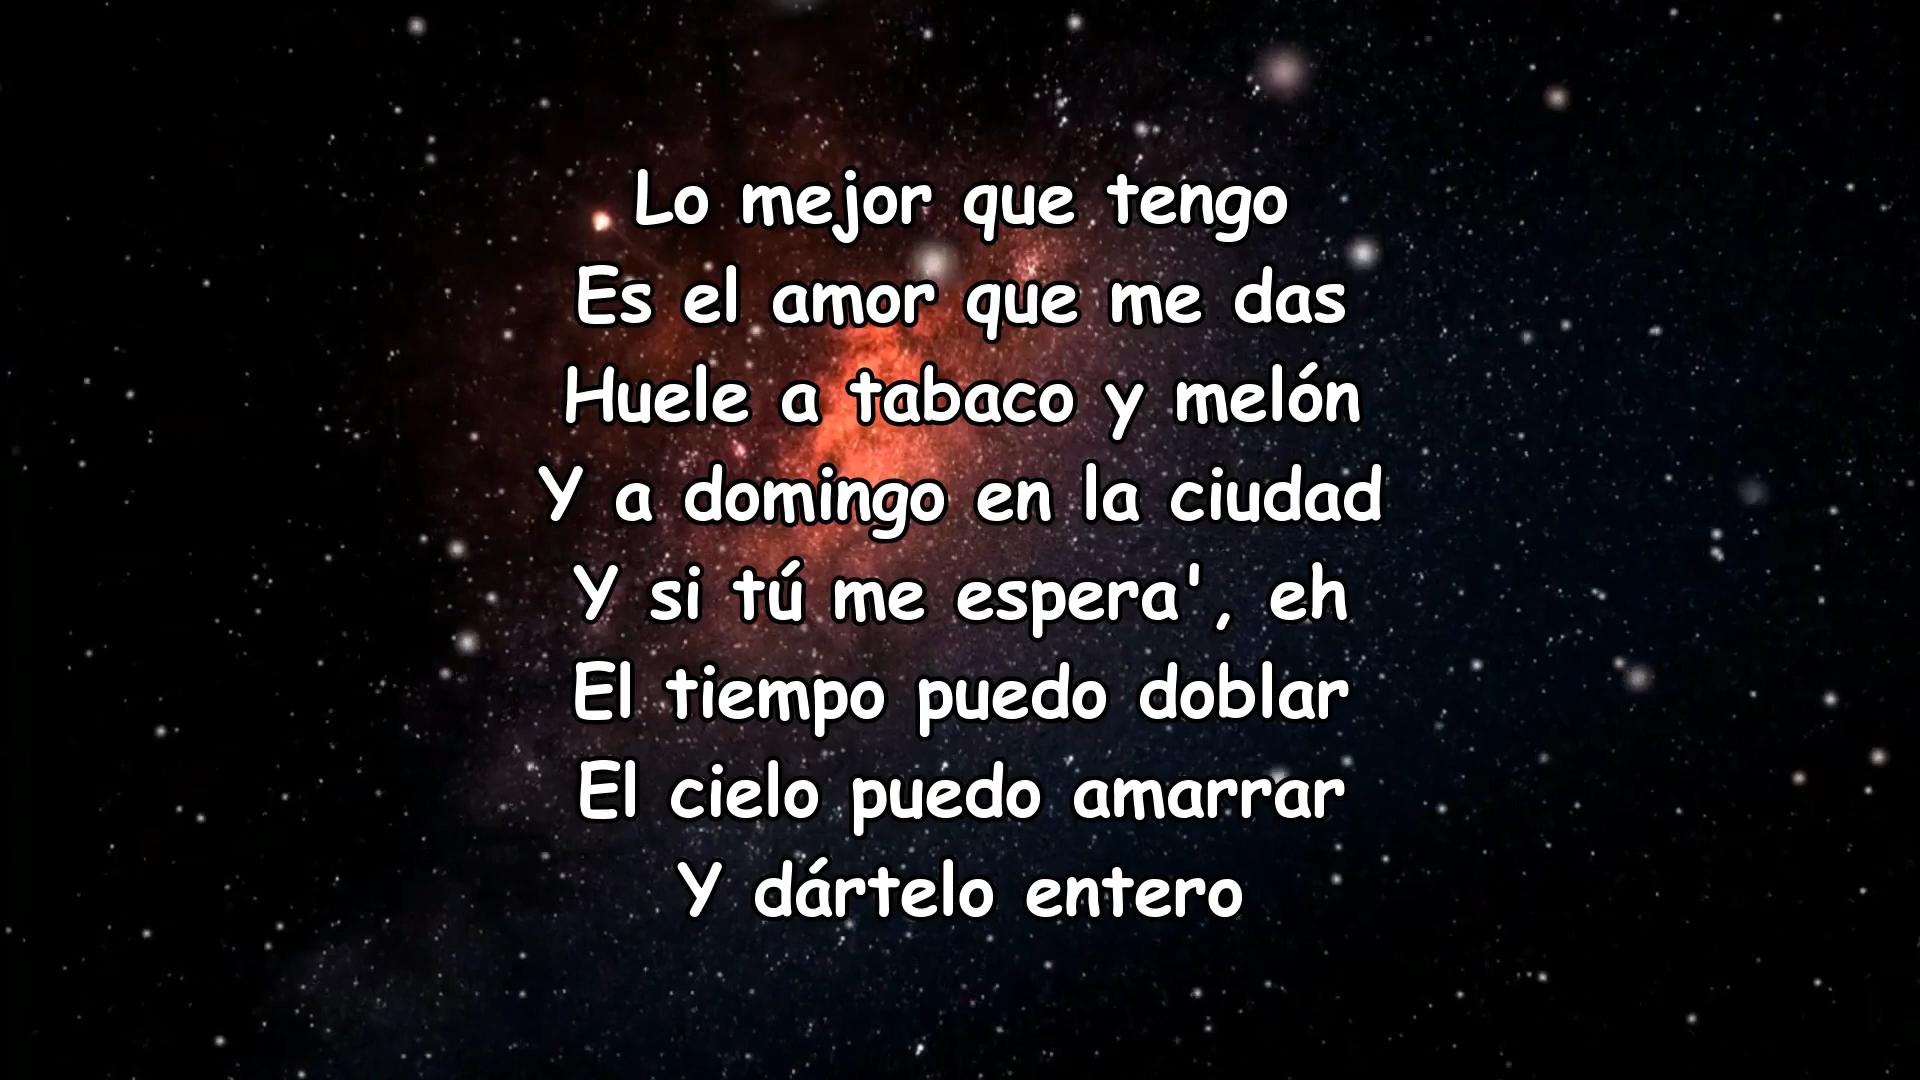 Lo mejor que tengo
Es el amor que me das
Huele a tabaco y melón
Y a domingo en la ciudad
Y si tú me espera', eh
El tiempo puedo doblar
El cielo puedo amarrar
Y dártelo entero